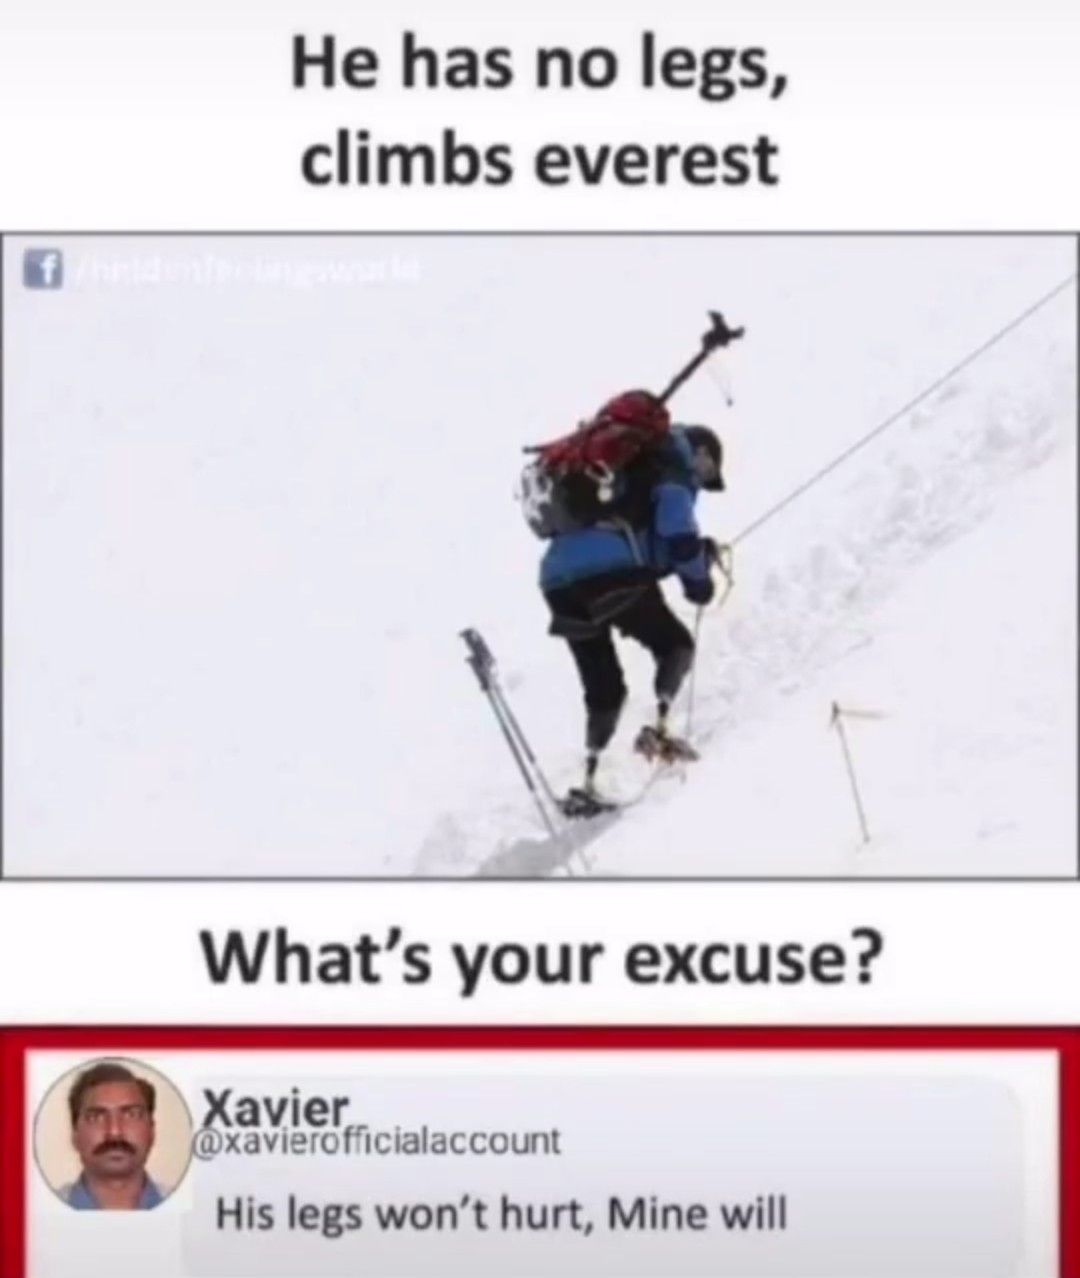 He has no legs,
climbs everest
f
What's your excuse?
Xavier
@xavierofficialaccount
His legs won't hurt, Mine will